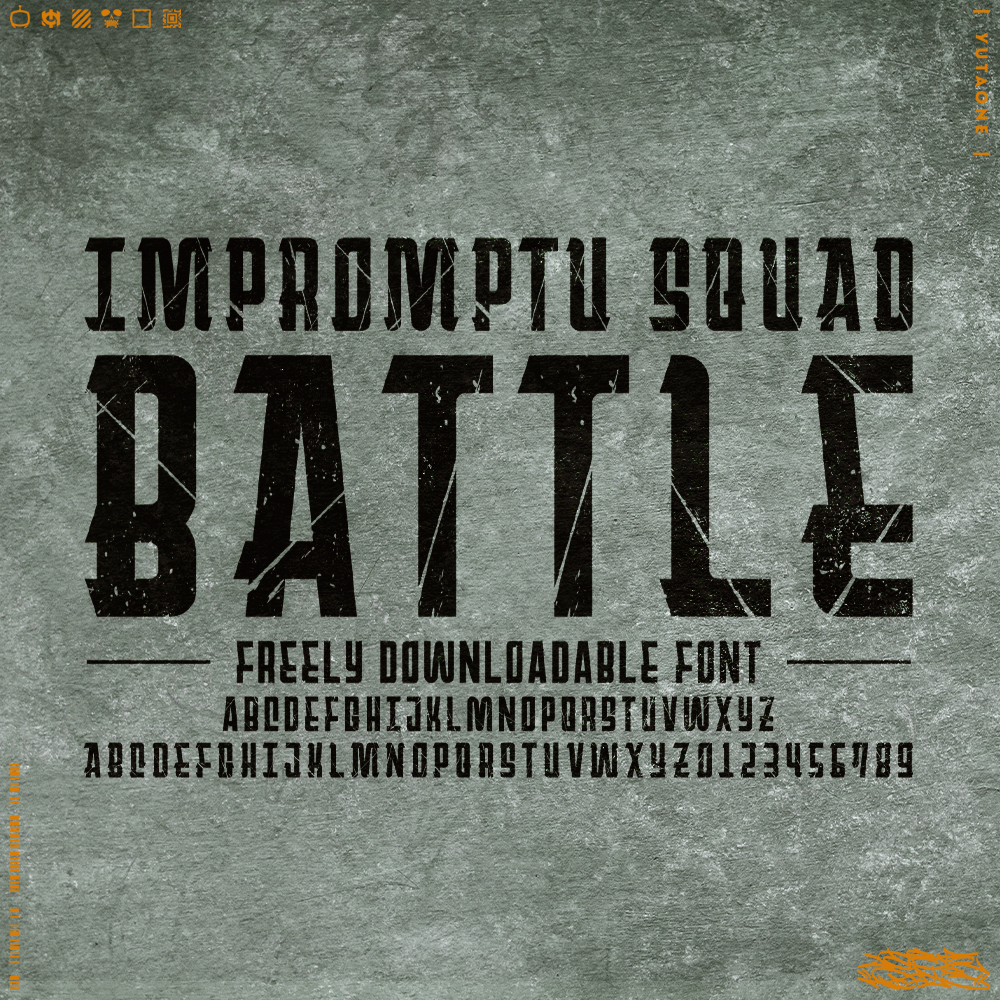 | YUTAONE |
IMPROMPTU SQUAD
BATTLE
FREELY DOWNLOADABLE FONT
ABCDEFGHIJKLMNOPQRSTUVWXYZ
ABCDEFGHIJKLMNOPQRSTUVWXYZ0123456789